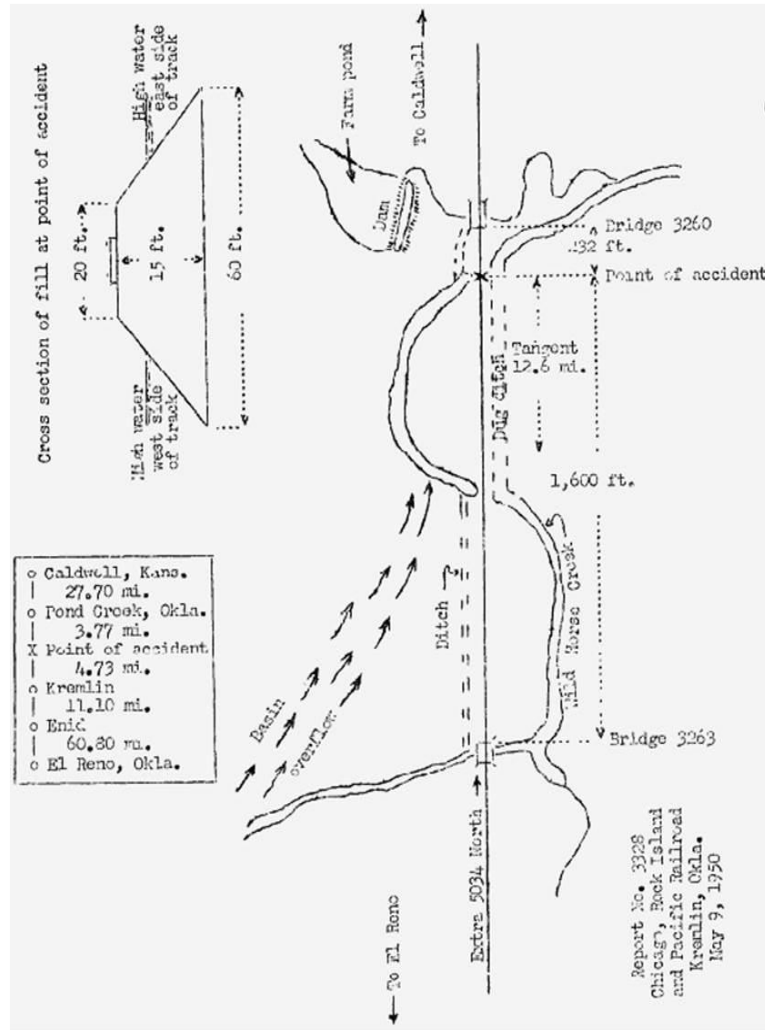 Cross section of fill at point of accident
High water
east side
of track
20 ft.
15 ft.
60 ft.
High water
west side
of track
Farm pond
To Caldwell
Dam
Bridge 3260
232 ft.
Point of accident
Tangent
12.6 mi.
Dug ditch
1,600 ft.
Ditch
Wild Horse Creek
Basin
overflow
Bridge 3263
Extra 5034 North
To El Reno
o Caldwell, Kans.
| 27.70 mi.
o Pond Creek, Okla.
| 3.77 mi.
X Point of accident
| 4.73 mi.
o Kremlin
| 11.10 mi.
o Enid
| 60.80 mi.
o El Reno, Okla.
Report No. 3328
Chicago, Rock Island
and Pacific Railroad
Kremlin, Okla.
May 9, 1950